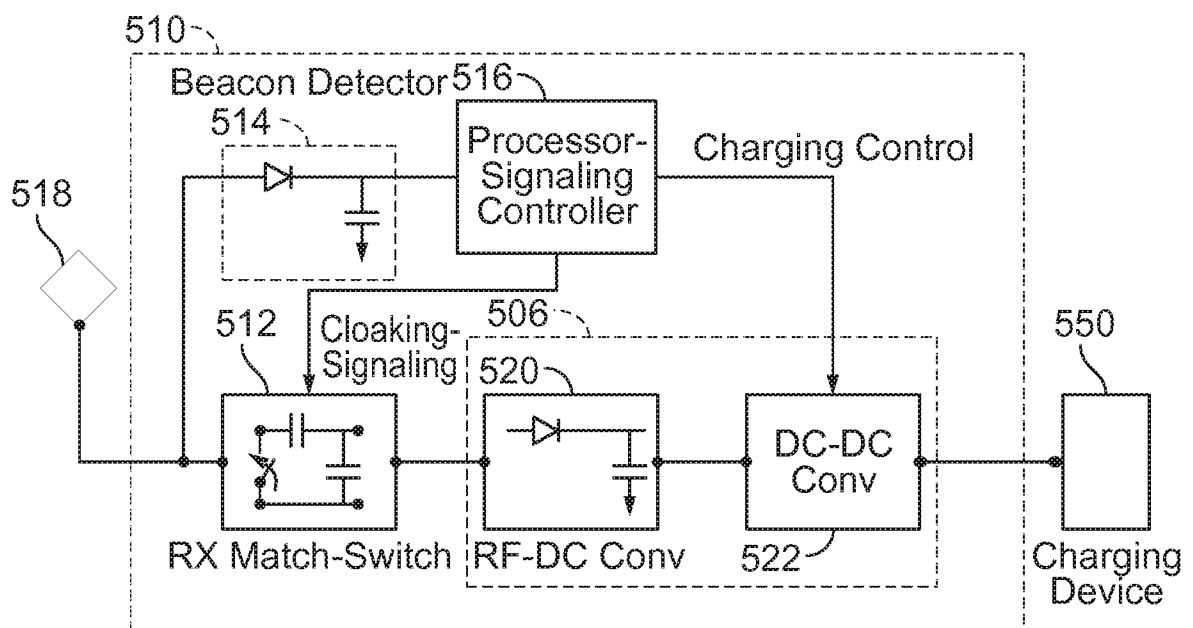 510
Beacon Detector
516
514
Processor-
Signaling
Controller
Charging Control
518
512
Cloaking-
Signaling
506
520
550
DC-DC
Conv
RX Match-Switch
RF-DC Conv
522
Charging
Device